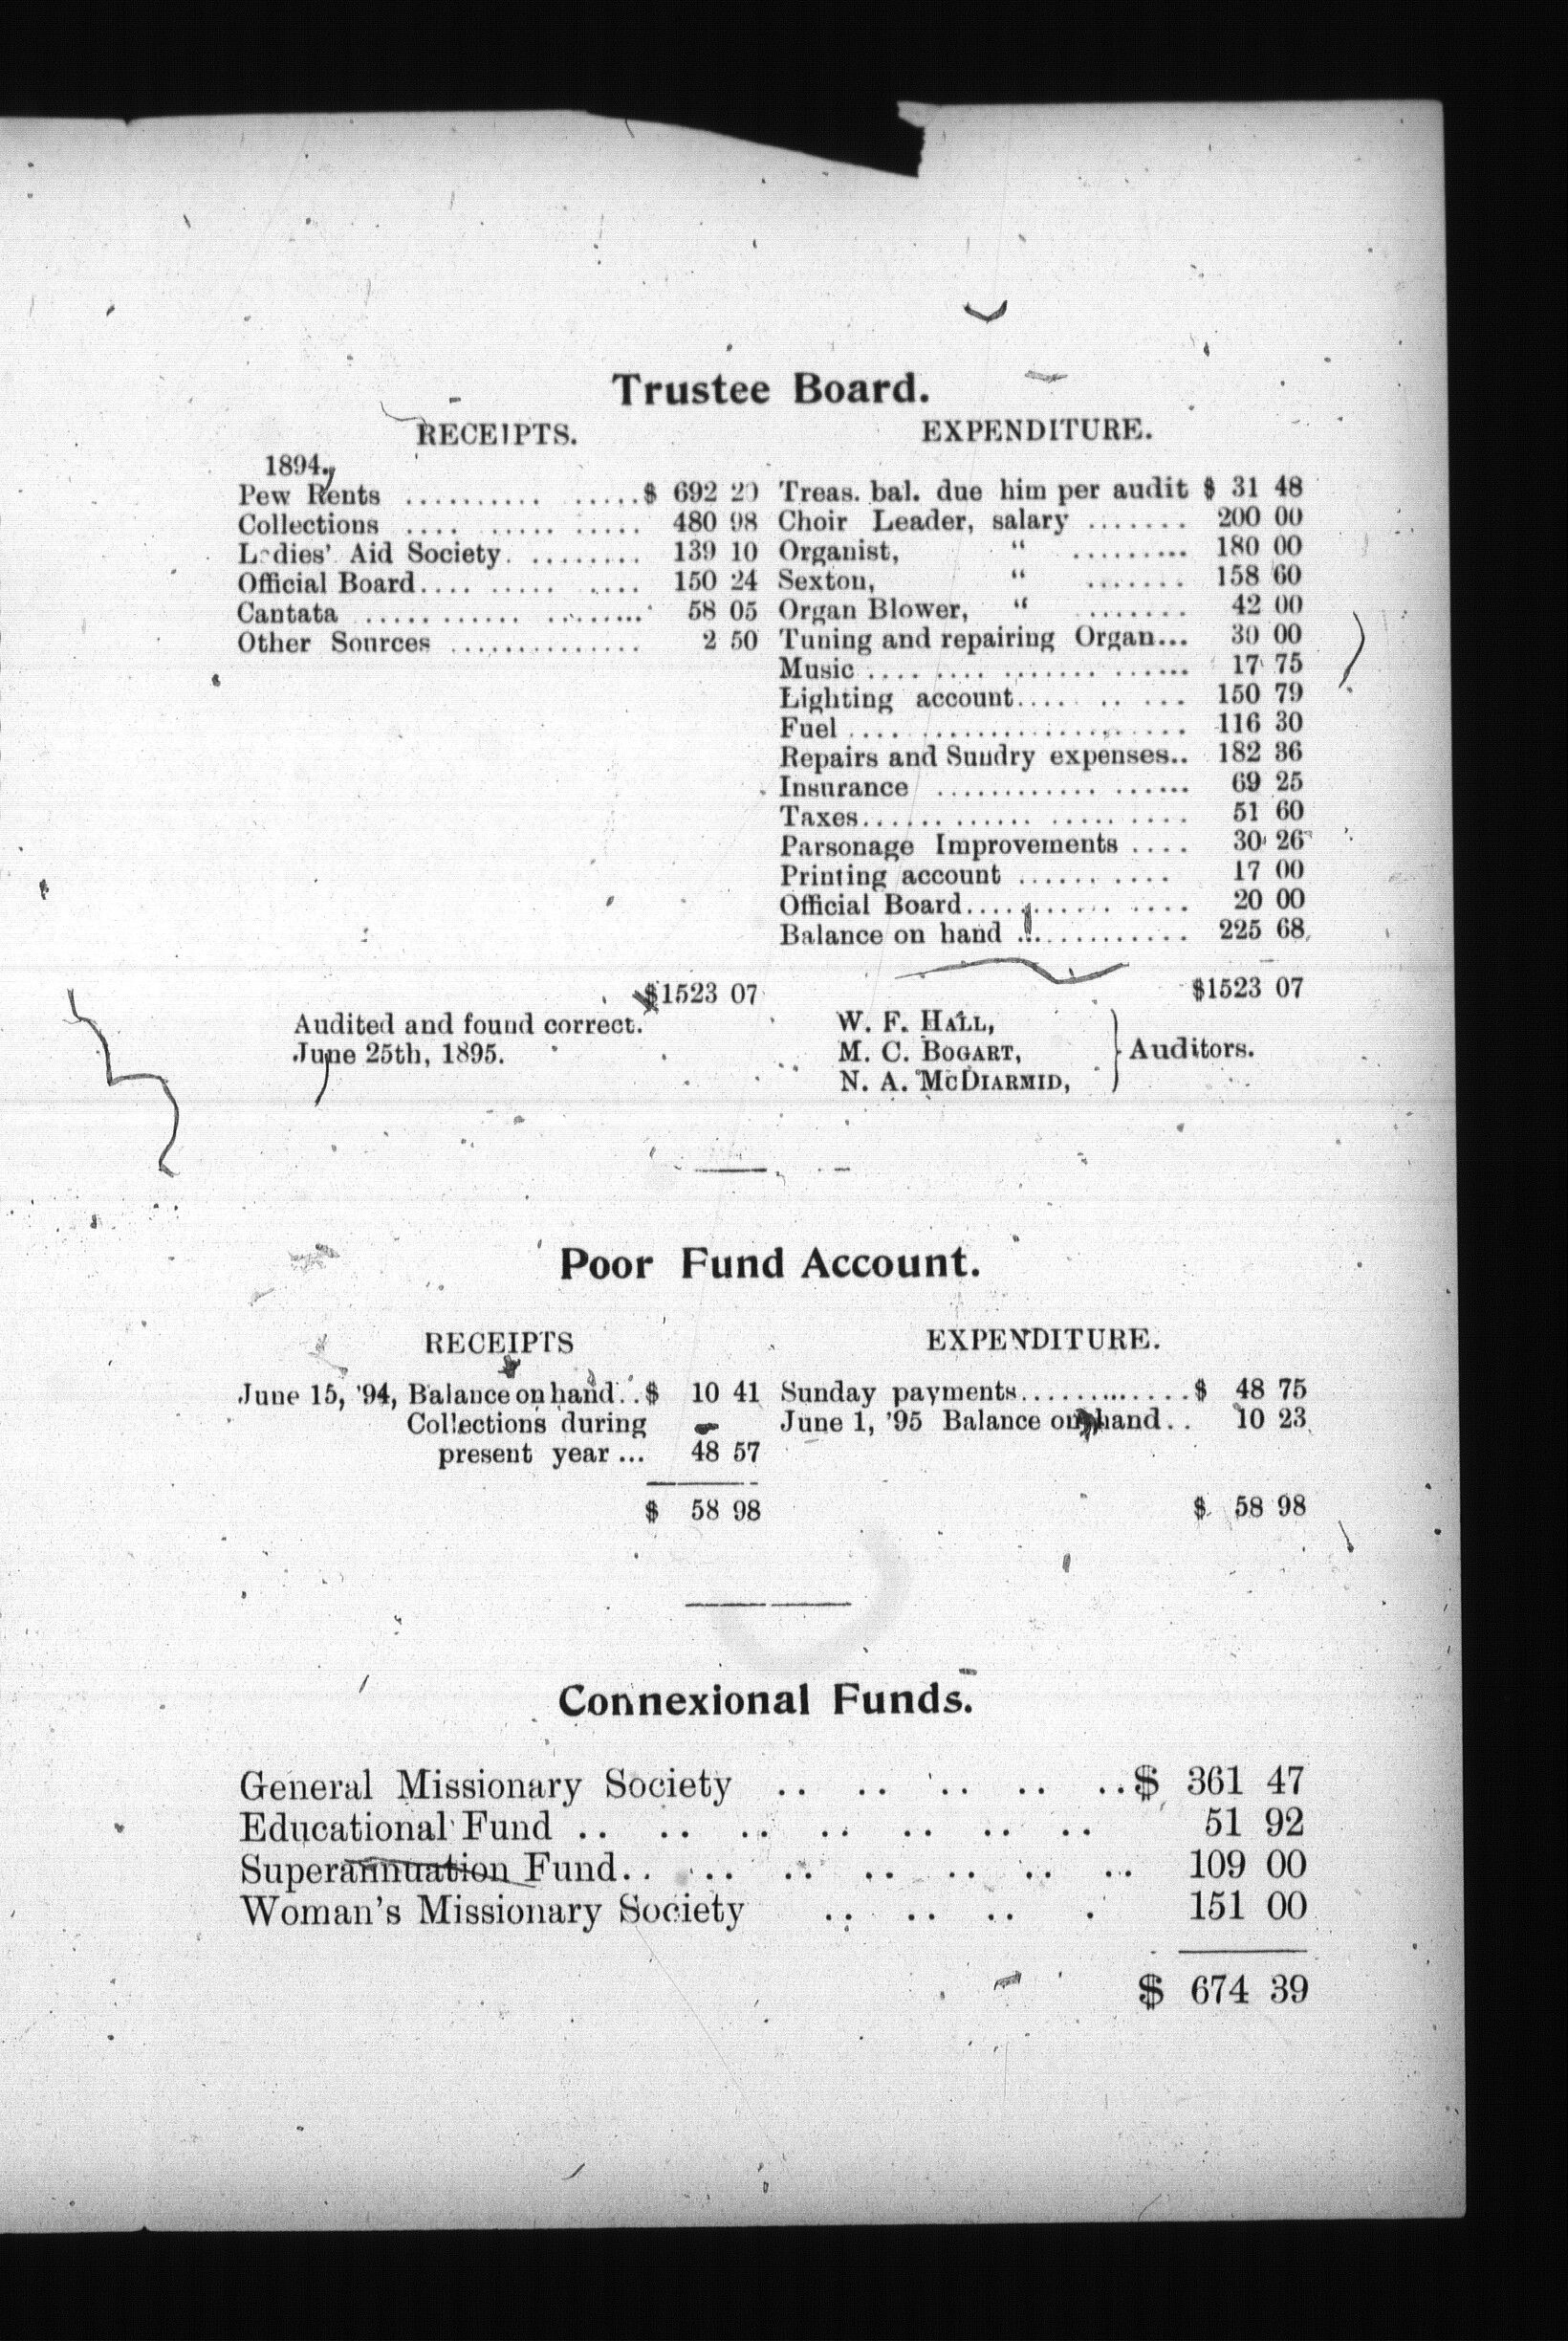 Trustee Board.
RECEIPTS.
1894.
Pew Rents .......... .....$ 692 20
Collections .... ..... ..... 480 98
Ladies' Aid Society. ........ 139 10
Official Board.... ..... .... 150 24
Cantata ........... ........ 58 05
Other Sources .............. 2 50
$1523 07
EXPENDITURE.
Treas. bal. due him per audit $ 31 48
Choir Leader, salary ....... 200 00
Organist, " ......... 180 00
Sexton, " ....... 158 60
Organ Blower, " ....... 42 00
Tuning and repairing Organ... 30 00
Music .... .... ....... ...... 17 75
Lighting account.... .. ... 150 79
Fuel .... .................... 116 30
Repairs and Sundry expenses.. 182 36
Insurance ............ ...... 69 25
Taxes...... ...... ..... .... 51 60
Parsonage Improvements .... 30 26
Printing account ...... .... 17 00
Official Board.... ...... .... 20 00
Balance on hand ............. 225 68
$1523 07
Audited and found correct.
June 25th, 1895.
W. F. HALL,
M. C. BOGART,
N. A. McDIARMID,
Auditors.
Poor Fund Account.
RECEIPTS
June 15, '94, Balance on hand..$ 10 41
Collections during
present year ... 48 57
$ 58 98
EXPENDITURE.
Sunday payments.............$ 48 75
June 1, '95 Balance on hand.. 10 23
$ 58 98
Connexional Funds.
General Missionary Society .. .. .. .. ..$ 361 47
Educational Fund .. .. .. .. .. .. .. 51 92
Superannuation Fund.. .. .. .. .. .. .. 109 00
Woman's Missionary Society .. .. .. . 151 00
$ 674 39